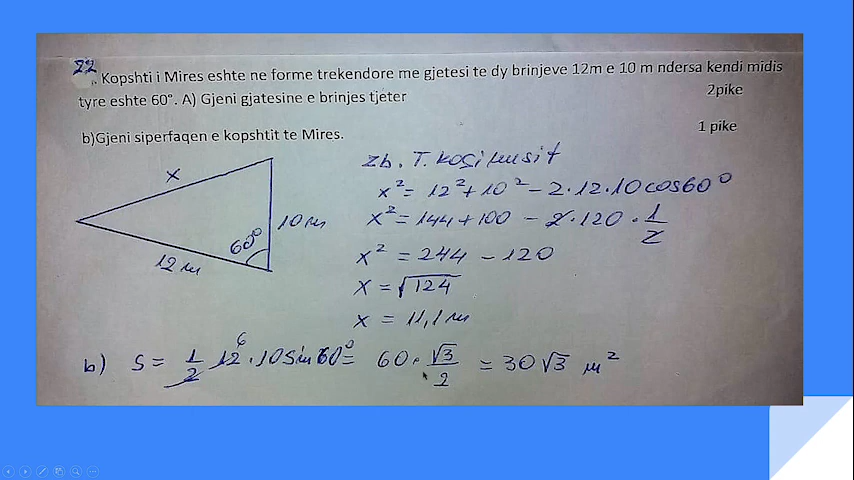 22. Kopshti i Mires eshte ne forme trekendore me gjetesi te dy brinjeve 12m e 10 m ndersa kendi midis
tyre eshte 60°. A) Gjeni gjatesine e brinjes tjeter 2pike
b)Gjeni siperfaqen e kopshtit te Mires. 1 pike
zb. T. kosinusit
x² = 12² + 10² - 2·12·10cos60°
x² = 144 + 100 - 2·120·1/2
x² = 244 - 120
x = √124
x = 11,1 m
x
10 m
60°
12 m
b) S = 1/2 12·10sin60° = 60·√3/2 = 30√3 m²
6